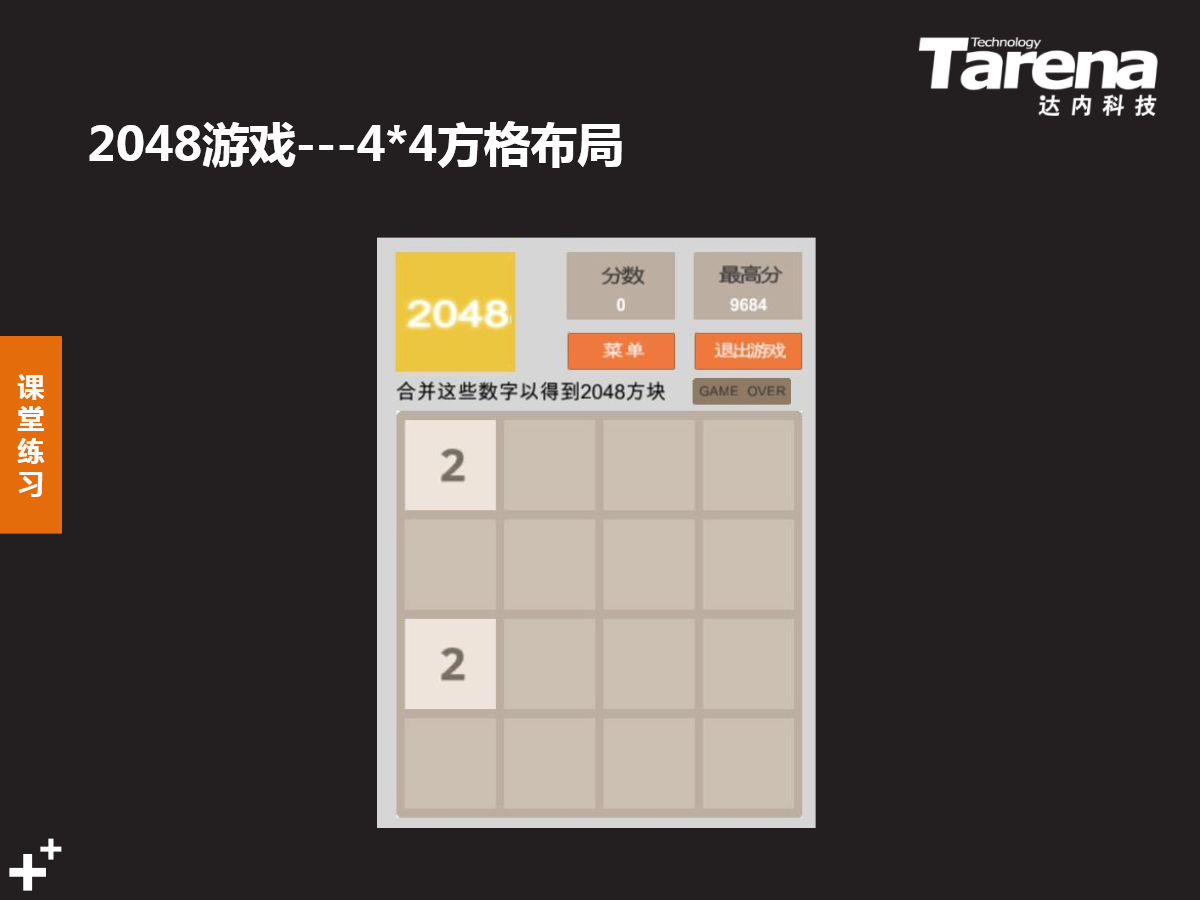 Technology
Tarena
达内科技
2048游戏---4*4方格布局
课堂练习
2048
分数
0
最高分
9684
菜单
退出游戏
合并这些数字以得到2048方块
GAME OVER
2
2